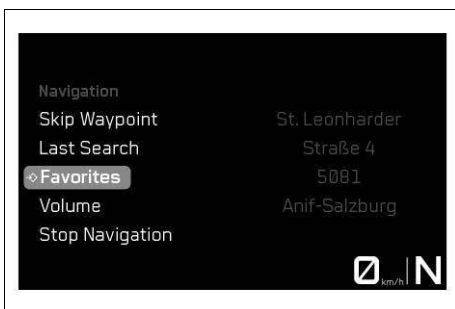 Navigation
Skip Waypoint
Last Search
Favorites
Volume
Stop Navigation
St. Leonharder
Straße 4
5081
Anif-Salzburg
0 km/h N